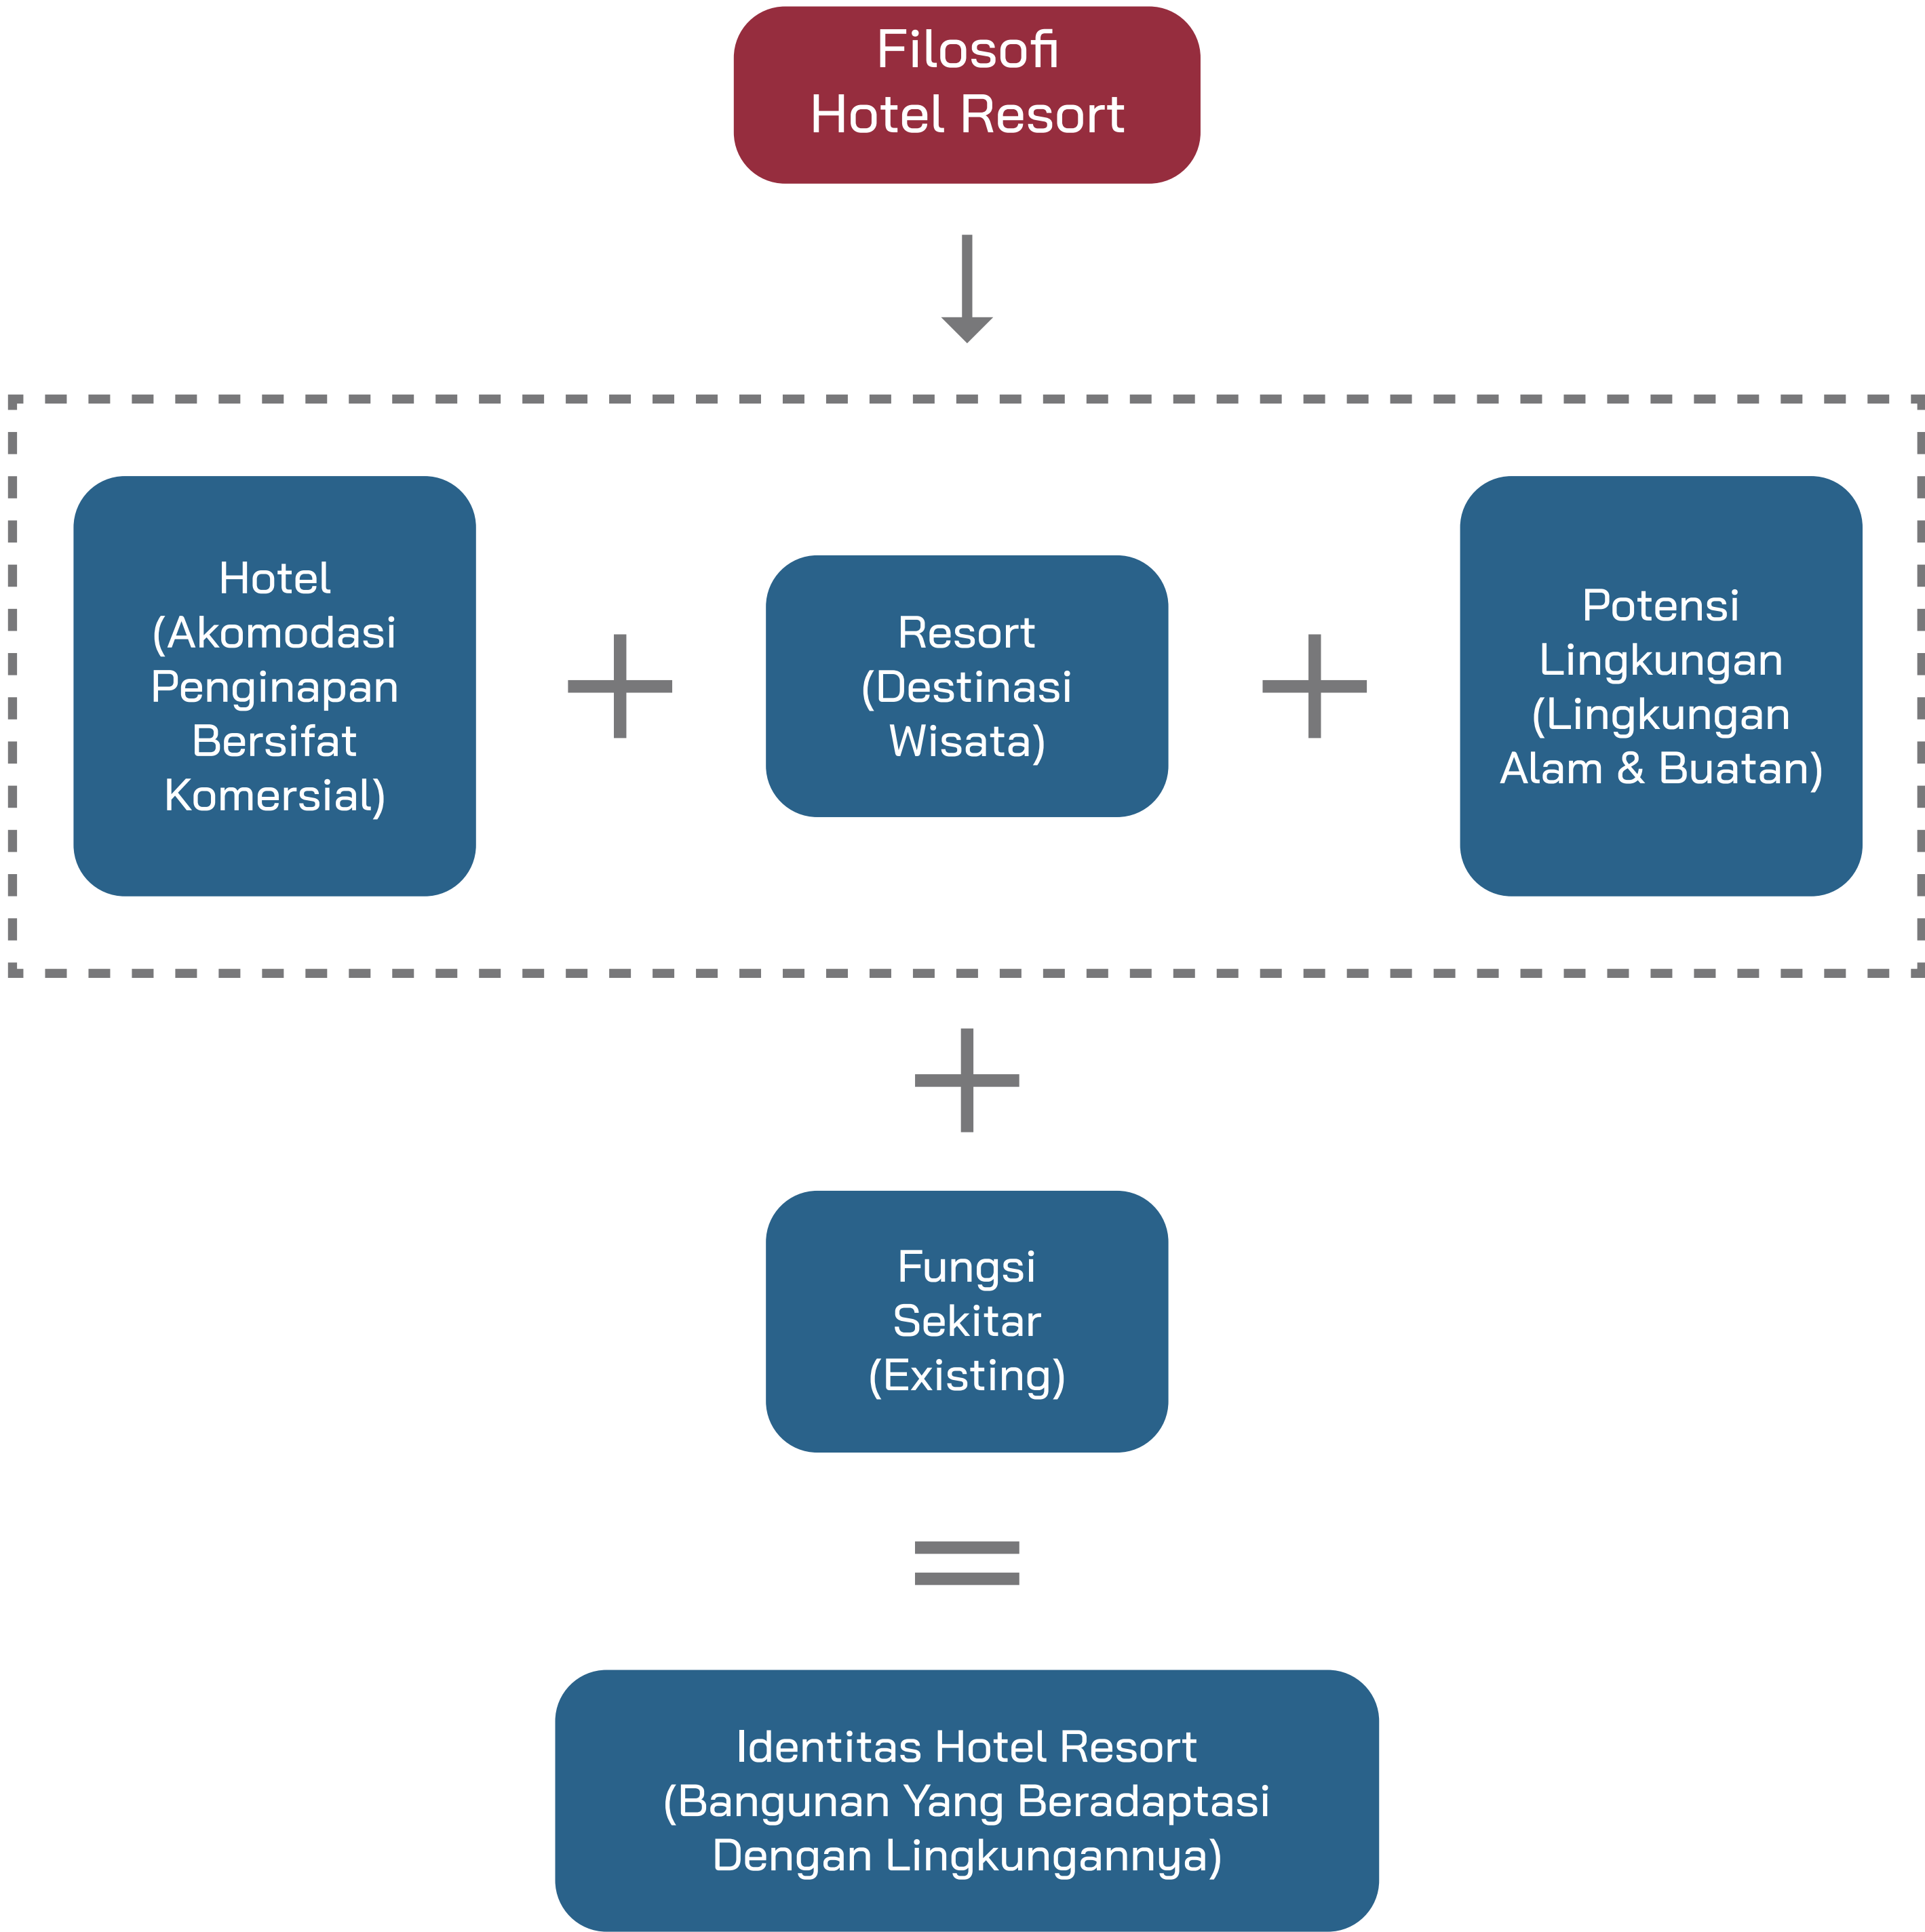 Filosofi
Hotel Resort
Hotel
(Akomodasi
Penginapan
Bersifat
Komersial)
Resort
(Destinasi
Wisata)
Potensi
Lingkungan
(Lingkungan
Alam & Buatan)
Fungsi
Sekitar
(Existing)
Identitas Hotel Resort
(Bangunan Yang Beradaptasi
Dengan Lingkungannya)